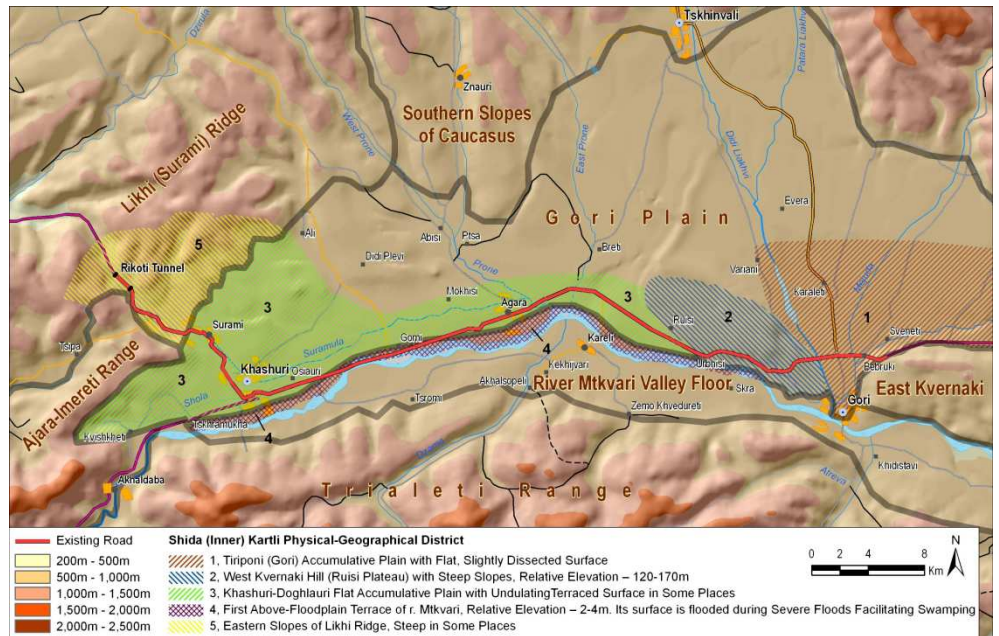 Tskhinvali
Dzirula
Patara Liakhvi
Znauri
Southern Slopes
of Caucasus
West Prone
East Prone
Didi Liakhvi
Likhi (Surami) Ridge
Evera
Gori Plain
Ali
Abisi
Ptsa
Breti
5
Didi Plevi
Variani
Rikoti Tunnel
Prone
Mokhisi
Karaleti
3
Agara
3
2
1
Surami
Ruisi
Sveneti
Tsipa
Suramula
Gomi
4
Kareli
Ajara-Imereti Range
3
Khashuri
Osiauri
Kekhijvari
Urbnisi
Bebruki
Shola
Akhalsopeli
River Mtkvari Valley Floor
Skra
East Kvernaki
Tskhramukha
Tsromi
Zemo Khvedureti
Gori
Kvishkheti
4
Khidistavi
Trialeti Range
Existing Road
200m - 500m
500m - 1,000m
1,000m - 1,500m
1,500m - 2,000m
2,000m - 2,500m
Shida (Inner) Kartli Physical-Geographical District
1, Tiriponi (Gori) Accumulative Plain with Flat, Slightly Dissected Surface
2, West Kvernaki Hill (Ruisi Plateau) with Steep Slopes, Relative Elevation – 120-170m
3, Khashuri-Doghlauri Flat Accumulative Plain with UndulatingTerraced Surface in Some Places
4, First Above-Floodplain Terrace of r. Mtkvari, Relative Elevation – 2-4m. Its surface is flooded during Severe Floods Facilitating Swamping
5, Eastern Slopes of Likhi Ridge, Steep in Some Places
0 2 4 8
Km
N